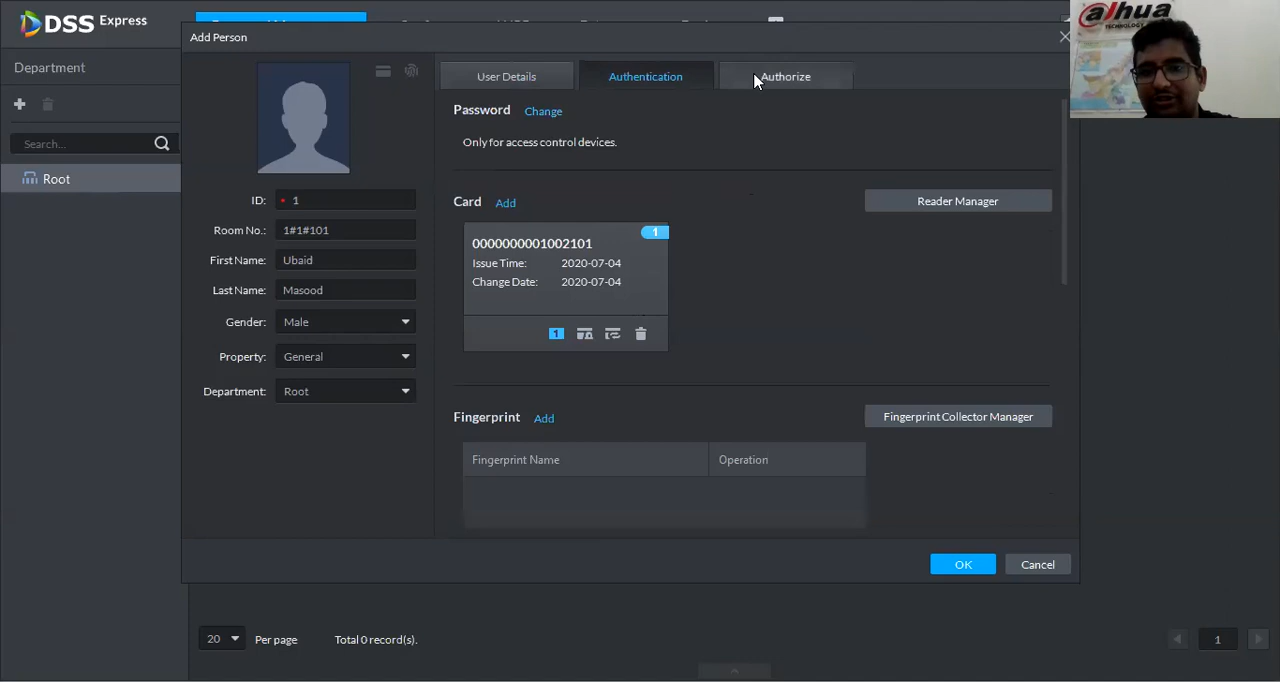 DSS Express
Add Person
alhua
TECHNOLOGY
Department
User Details
Authentication
Authorize
Password Change
Only for access control devices.
Search...
Root
ID: * 1
Room No.: 1#1#101
First Name: Ubaid
Last Name: Masood
Gender: Male
Property: General
Department: Root
Card Add
Reader Manager
1
0000000001002101
Issue Time: 2020-07-04
Change Date: 2020-07-04
1
Fingerprint Add
Fingerprint Collector Manager
Fingerprint Name Operation
OK Cancel
20 Per page Total 0 record(s).
1